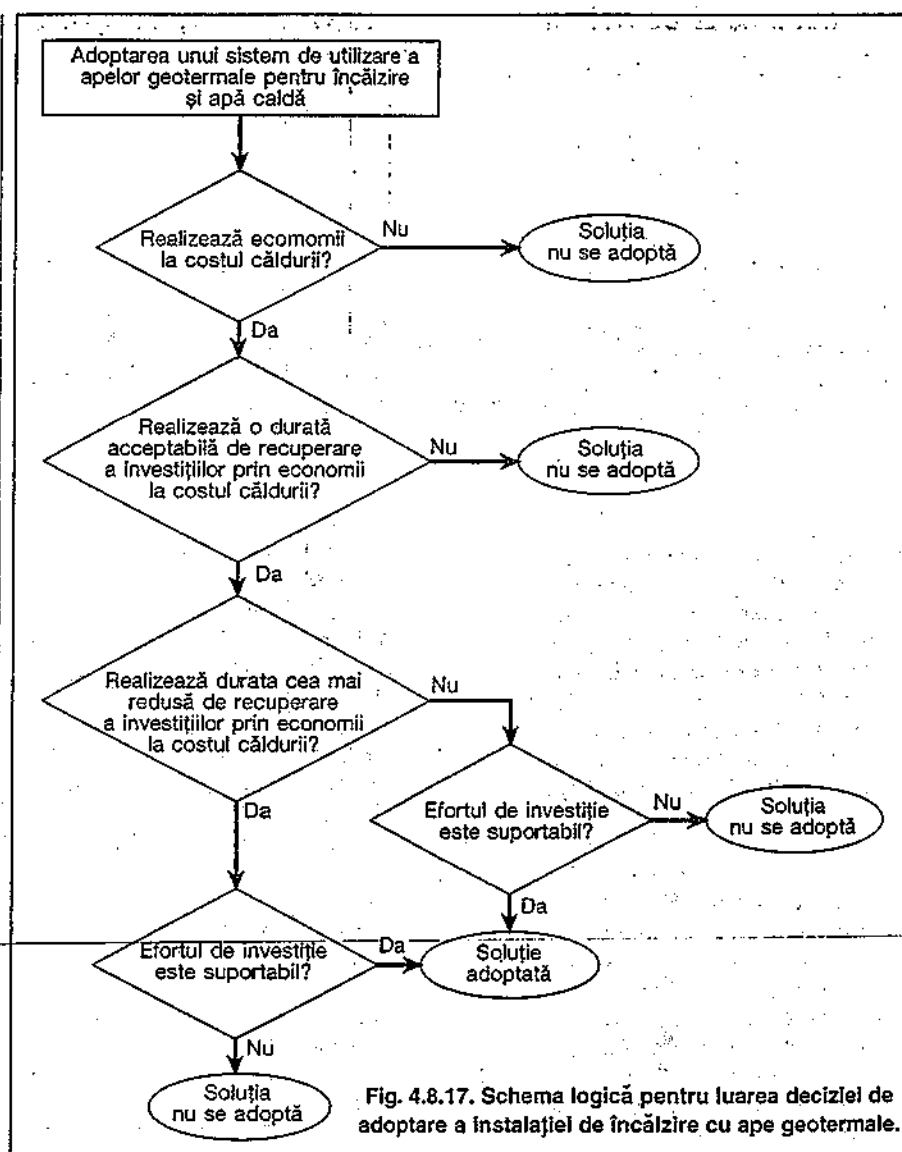 Adoptarea unui sistem de utilizare a
apelor geotermale pentru încălzire
și apă caldă
Realizează ecomomii
la costul căldurii?
Nu
Soluția
nu se adoptă
Da
Realizează o durată
acceptabilă de recuperare
a investițiilor prin economii
la costul căldurii?
Nu
Soluția
nu se adoptă
Da
Realizează durata cea mai
redusă de recuperare
a investițiilor prin economii
la costul căldurii?
Nu
Da
Efortul de investiție
este suportabil?
Nu
Soluția
nu se adoptă
Da
Efortul de investiție
este suportabil?
Da
Soluție
adoptată
Nu
Soluția
nu se adoptă
Fig. 4.8.17. Schema logică pentru luarea deciziei de
adoptare a instalației de încălzire cu ape geotermale.